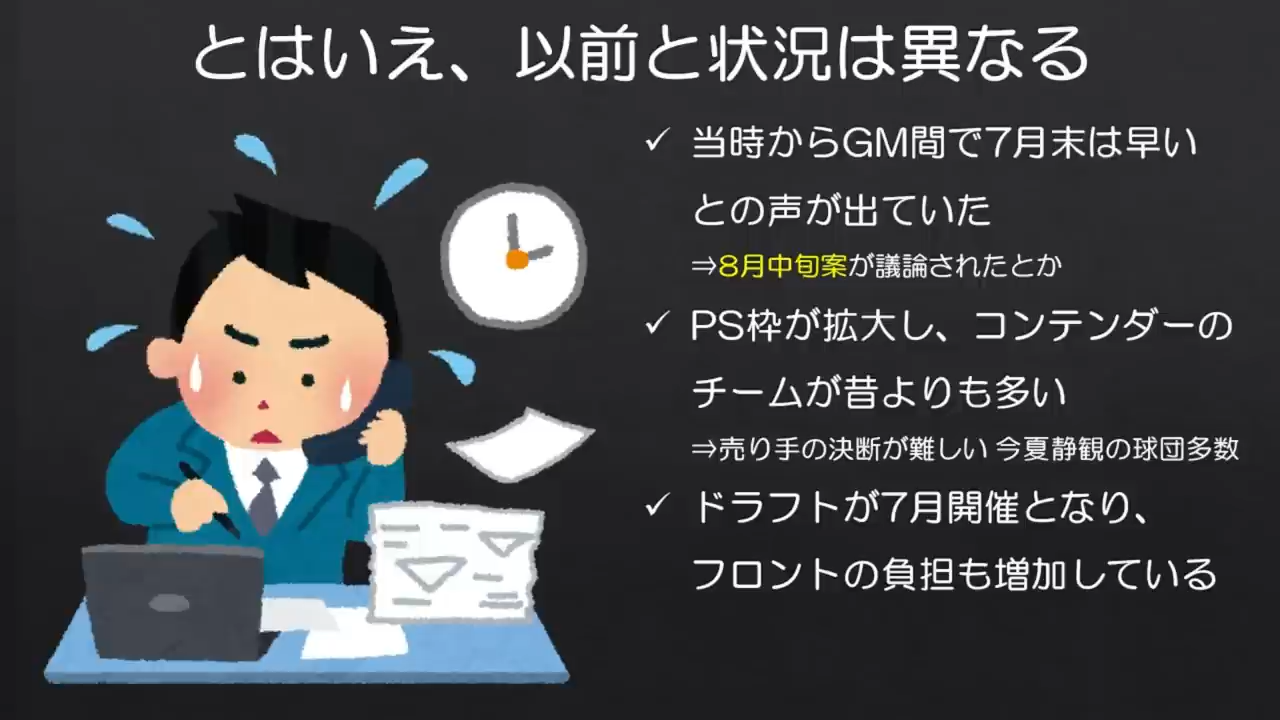 とはいえ、以前と状況は異なる
✓ 当時からGM間で7月末は早い
との声が出ていた
⇒8月中旬案が議論されたとか
✓ PS枠が拡大し、コンテンダーの
チームが昔よりも多い
⇒売り手の決断が難しい 今夏静観の球団多数
✓ ドラフトが7月開催となり、
フロントの負担も増加している